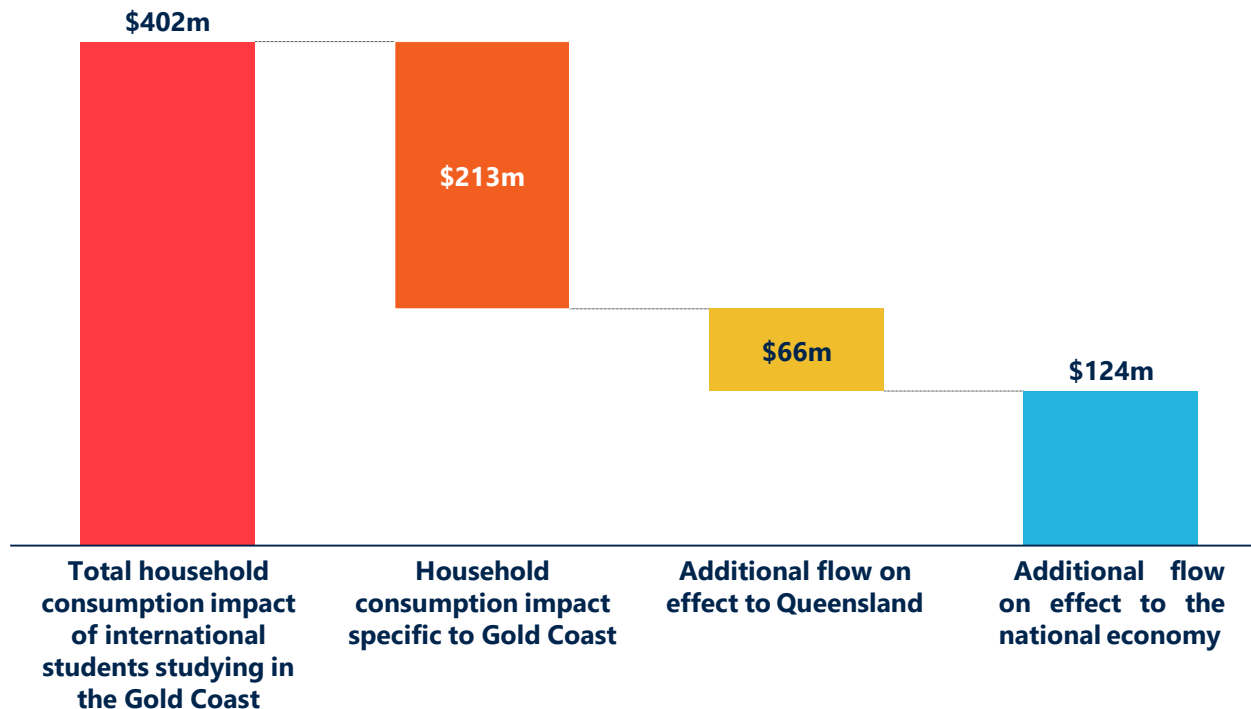 $402m
$213m
$66m
$124m
Total household
consumption impact
of international
students studying in
the Gold Coast
Household
consumption impact
specific to Gold Coast
Additional flow on
effect to Queensland
Additional flow
on effect to the
national economy